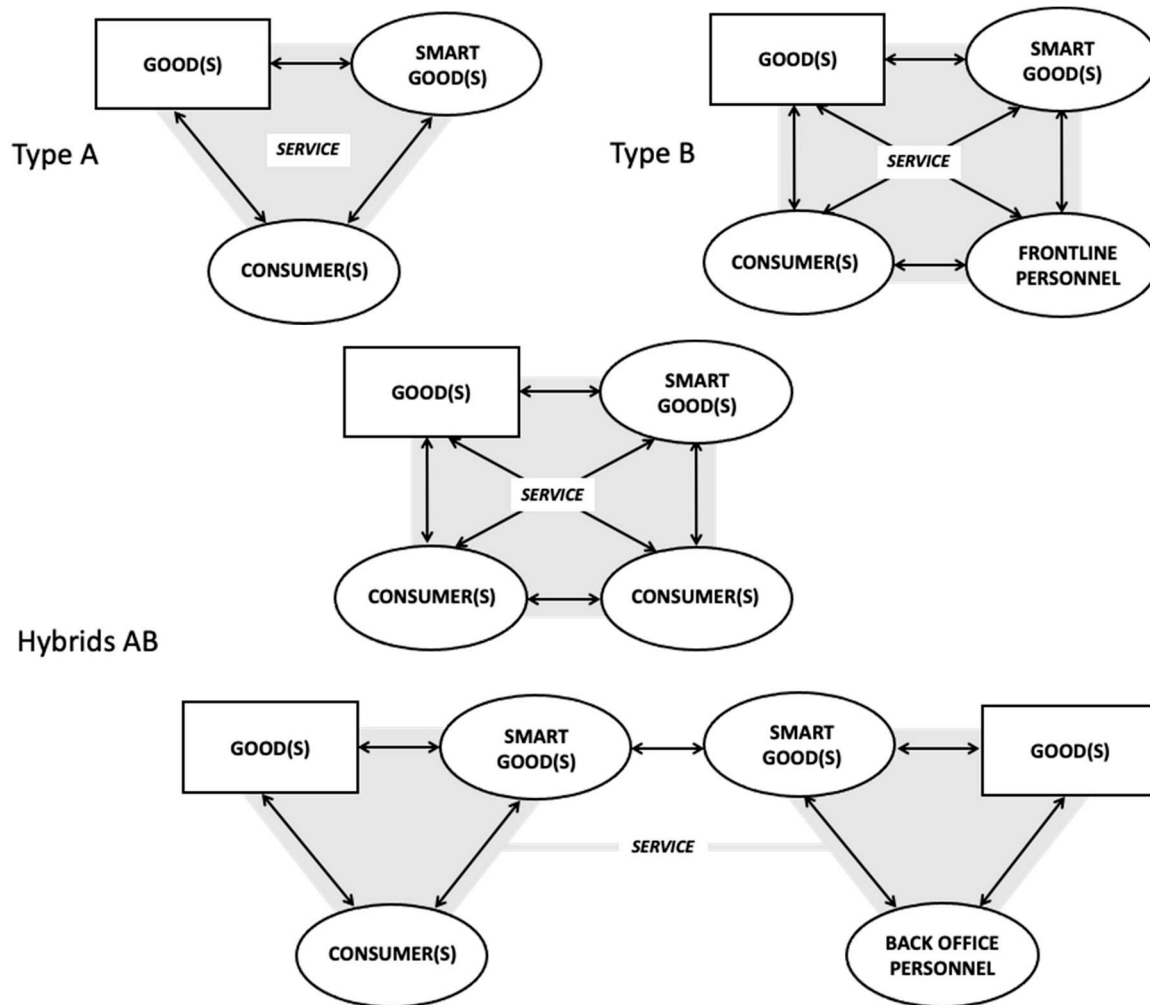 GOOD(S)
SMART
GOOD(S)
SERVICE
Type A
CONSUMER(S)
GOOD(S)
SMART
GOOD(S)
Type B
SERVICE
CONSUMER(S)
FRONTLINE
PERSONNEL
GOOD(S)
SMART
GOOD(S)
SERVICE
CONSUMER(S)
CONSUMER(S)
Hybrids AB
GOOD(S)
SMART
GOOD(S)
SMART
GOOD(S)
GOOD(S)
SERVICE
CONSUMER(S)
BACK OFFICE
PERSONNEL